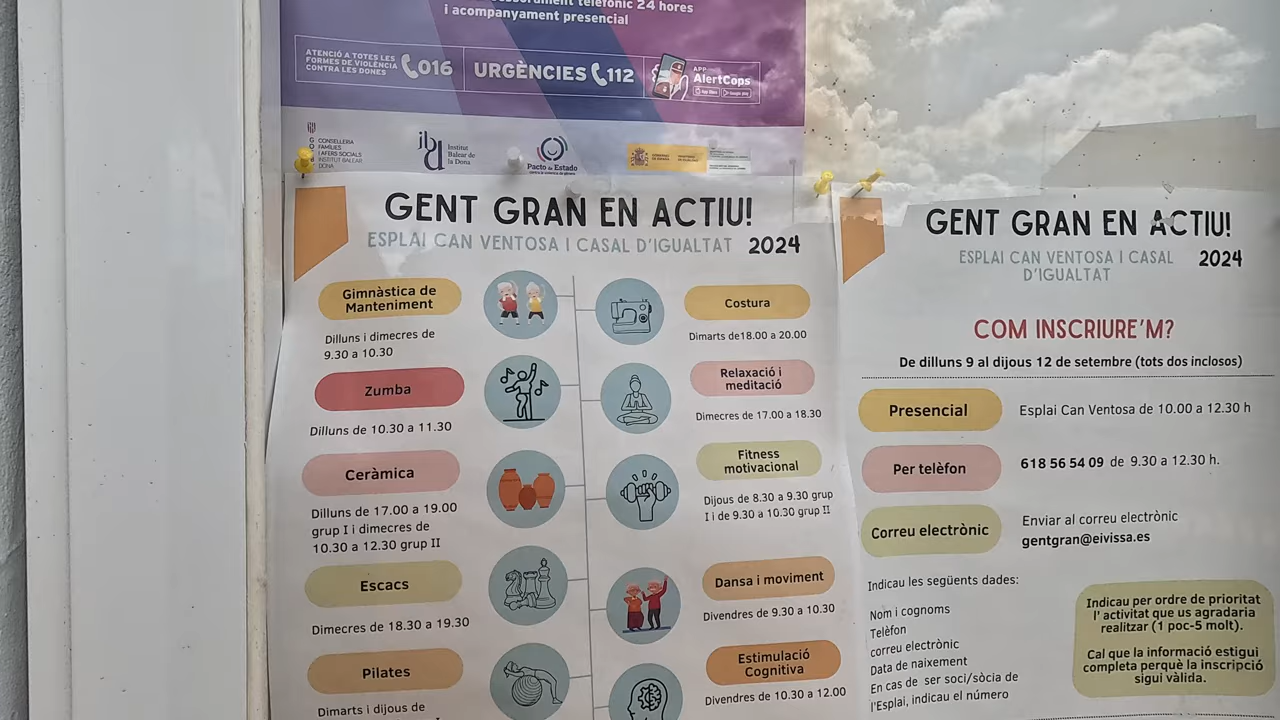 telefònic 24 hores
i acompanyament presencial
ATENCIÓ A TOTES LES
FORMES DE VIOLÈNCIA
CONTRA LES DONES
016
URGÈNCIES 112
APP
AlertCops
CONSELLERIA
FAMÍLIES
I AFERS SOCIALS
INSTITUT BALEAR
DONA
ibd
Institut
Balear de
la Dona
Pacto de Estado
contra la violencia de género
GENT GRAN EN ACTIU!
ESPLAI CAN VENTOSA I CASAL D'IGUALTAT 2024
Gimnàstica de
Manteniment
Dilluns i dimecres de
9.30 a 10.30
Zumba
Dilluns de 10.30 a 11.30
Ceràmica
Dilluns de 17.00 a 19.00
grup I i dimecres de
10.30 a 12.30 grup II
Escacs
Dimecres de 18.30 a 19.30
Pilates
Dimarts i dijous de
Costura
Dimarts de18.00 a 20.00
Relaxació i
meditació
Dimecres de 17.00 a 18.30
Fitness
motivacional
Dijous de 8.30 a 9.30 grup
I i de 9.30 a 10.30 grup II
Dansa i moviment
Divendres de 9.30 a 10.30
Estimulació
Cognitiva
Divendres de 10.30 a 12.00
GENT GRAN EN ACTIU!
ESPLAI CAN VENTOSA I CASAL
D'IGUALTAT
2024
COM INSCRIURE'M?
De dilluns 9 al dijous 12 de setembre (tots dos inclosos)
Presencial
Esplai Can Ventosa de 10.00 a 12.30 h
Per telèfon
618 56 54 09 de 9.30 a 12.30 h.
Correu electrònic
Enviar al correu electrònic
gentgran@eivissa.es
Indicau les següents dades:
Nom i cognoms
Telèfon
correu electrònic
Data de naixement
En cas de ser soci/sòcia de
l'Esplai, indicau el número
Indicau per ordre de prioritat
l' activitat que us agradaria
realitzar (1 poc-5 molt).
Cal que la informació estigui
completa perquè la inscripció
sigui vàlida.